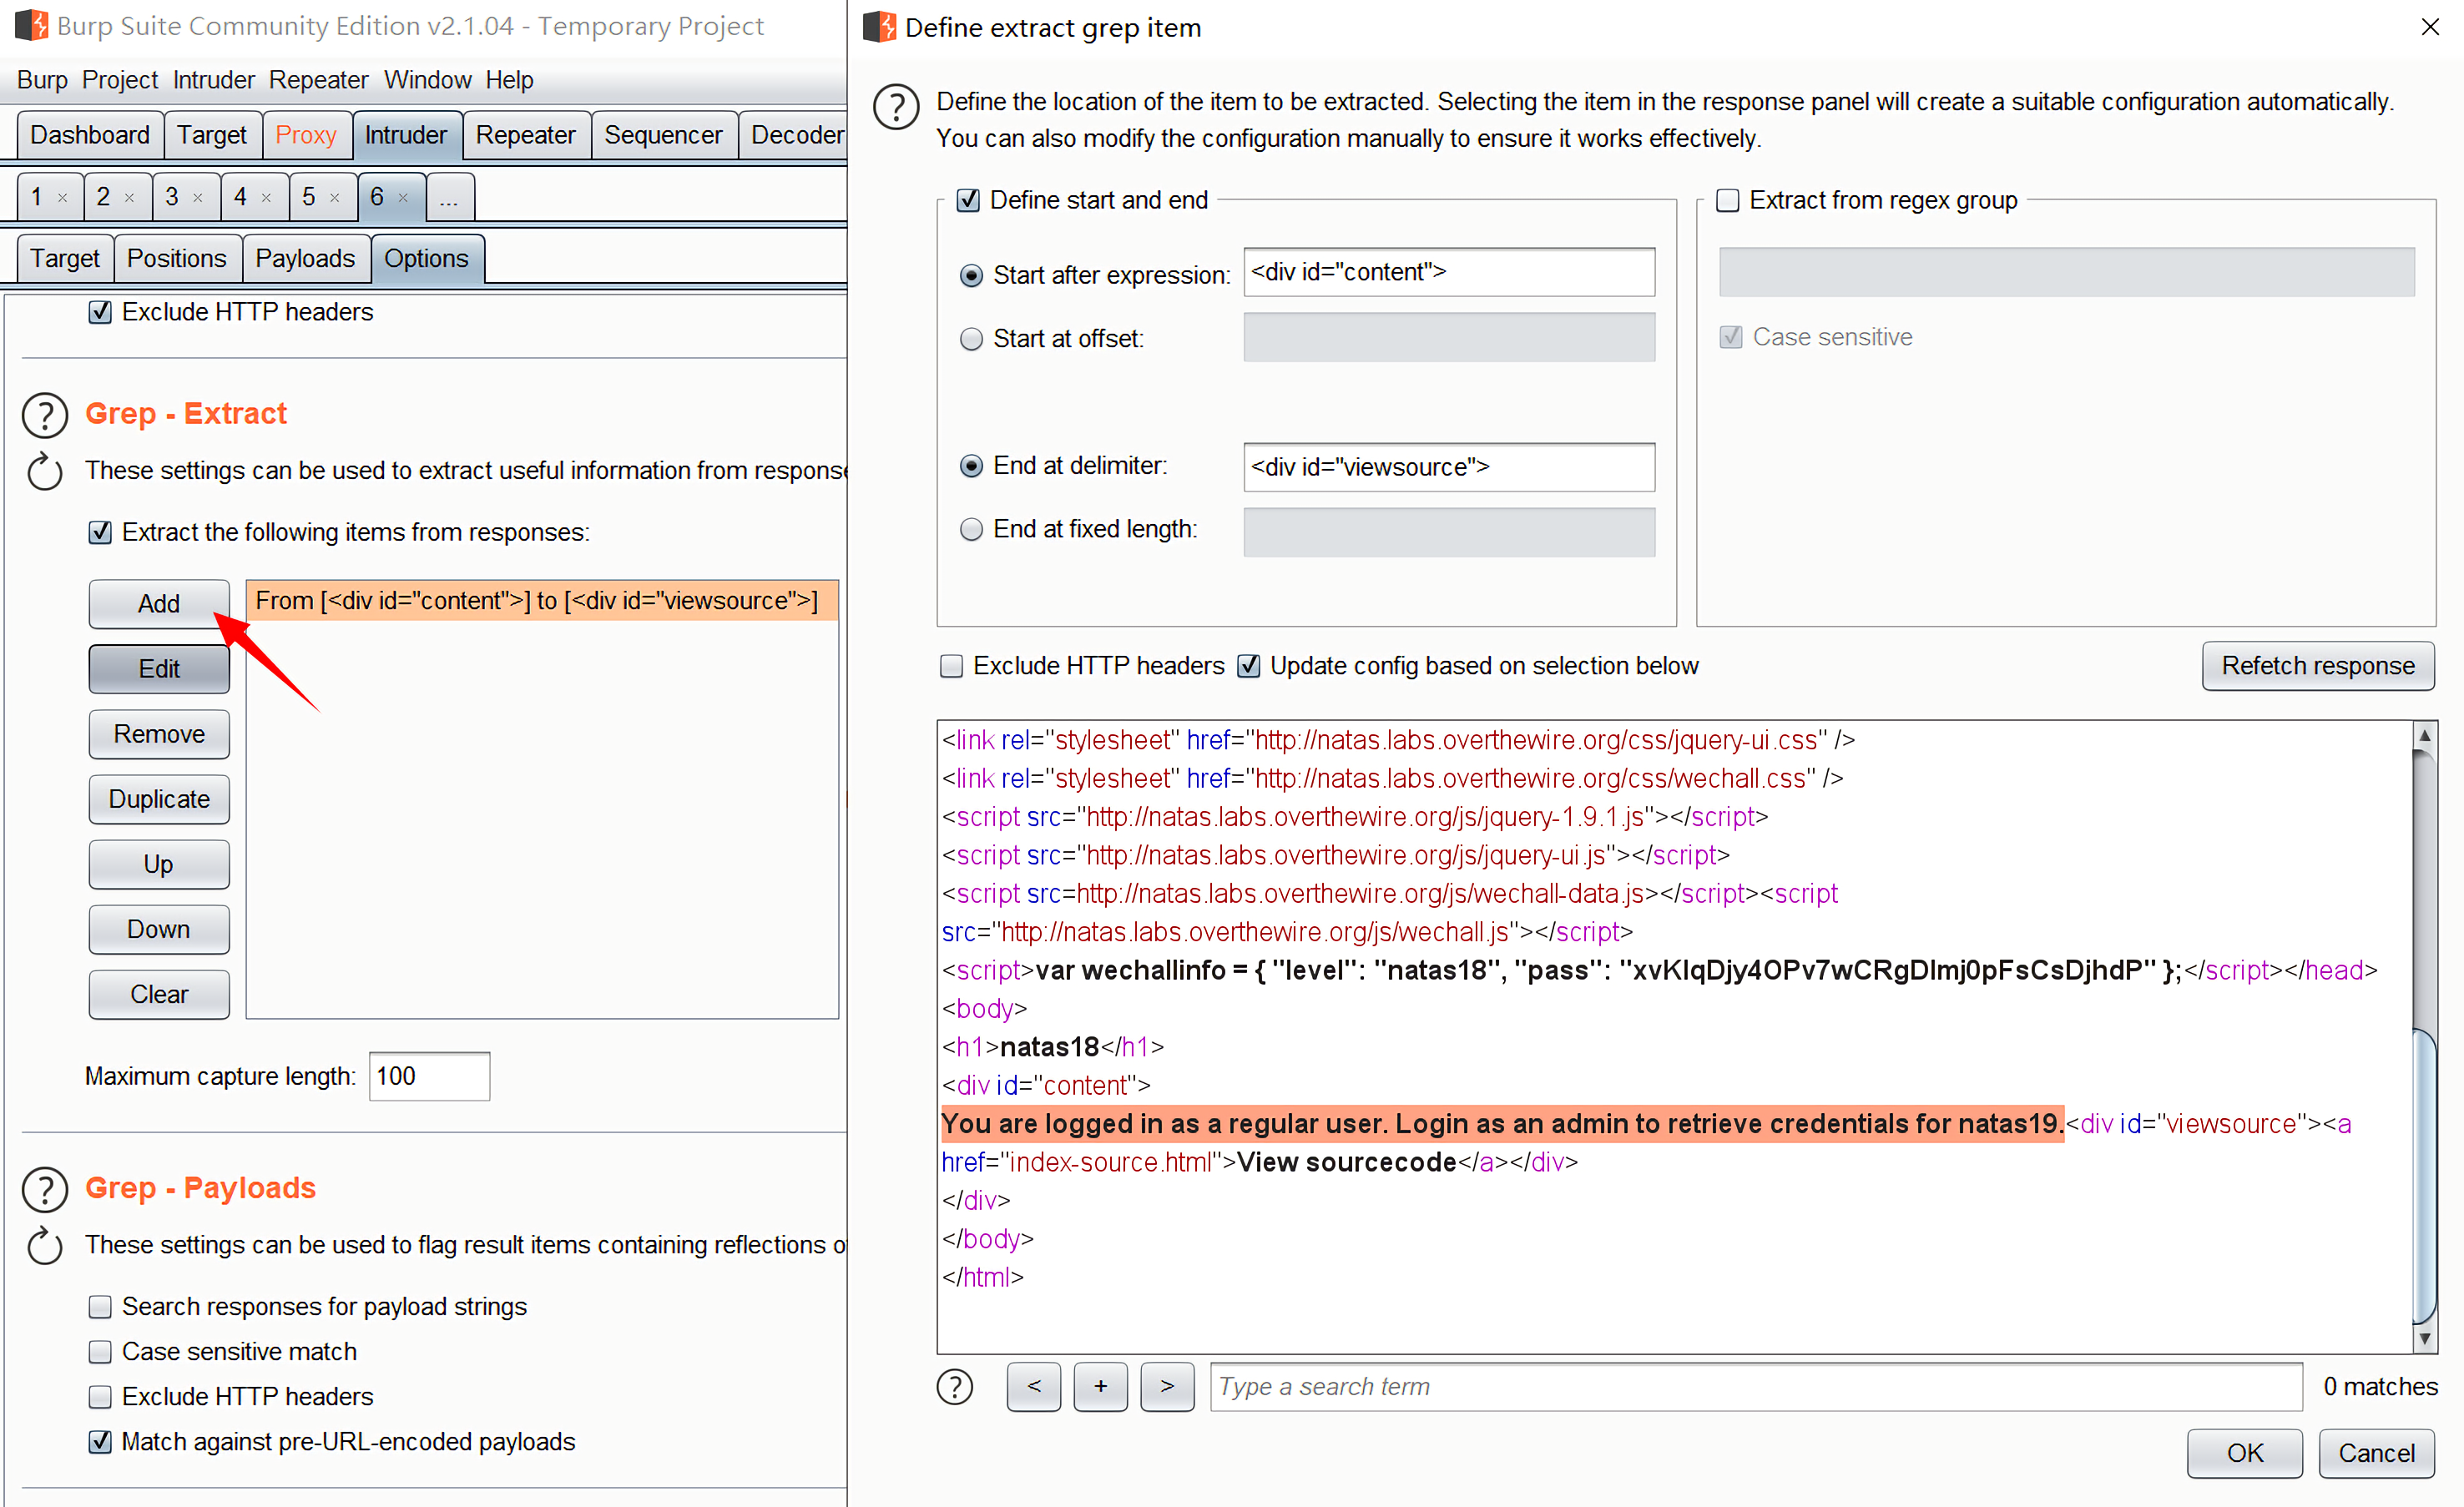 Burp Suite Community Edition v2.1.04 - Temporary Project
Burp Project Intruder Repeater Window Help
Dashboard Target Proxy Intruder Repeater Sequencer Decoder
1 × 2 × 3 × 4 × 5 × 6 × ...
Target Positions Payloads Options
Exclude HTTP headers
? Grep - Extract
These settings can be used to extract useful information from response
Extract the following items from responses:
Add
From [<div id="content">] to [<div id="viewsource">]
Edit
Remove
Duplicate
Up
Down
Clear
Maximum capture length: 100
? Grep - Payloads
These settings can be used to flag result items containing reflections o
Search responses for payload strings
Case sensitive match
Exclude HTTP headers
Match against pre-URL-encoded payloads
Define extract grep item
? Define the location of the item to be extracted. Selecting the item in the response panel will create a suitable configuration automatically.
You can also modify the configuration manually to ensure it works effectively.
Define start and end
Start after expression: <div id="content">
Start at offset:
End at delimiter: <div id="viewsource">
End at fixed length:
Extract from regex group
Case sensitive
Exclude HTTP headers Update config based on selection below
Refetch response
<link rel="stylesheet" href="http://natas.labs.overthewire.org/css/jquery-ui.css" />
<link rel="stylesheet" href="http://natas.labs.overthewire.org/css/wechall.css" />
<script src="http://natas.labs.overthewire.org/js/jquery-1.9.1.js"></script>
<script src="http://natas.labs.overthewire.org/js/jquery-ui.js"></script>
<script src=http://natas.labs.overthewire.org/js/wechall-data.js></script><script
src="http://natas.labs.overthewire.org/js/wechall.js"></script>
<script>var wechallinfo = { "level": "natas18", "pass": "xvKIqDjy4OPv7wCRgDlmj0pFsCsDjhdP" };</script></head>
<body>
<h1>natas18</h1>
<div id="content">
You are logged in as a regular user. Login as an admin to retrieve credentials for natas19.<div id="viewsource"><a
href="index-source.html">View sourcecode</a></div>
</div>
</body>
</html>
? < + > Type a search term 0 matches
OK Cancel